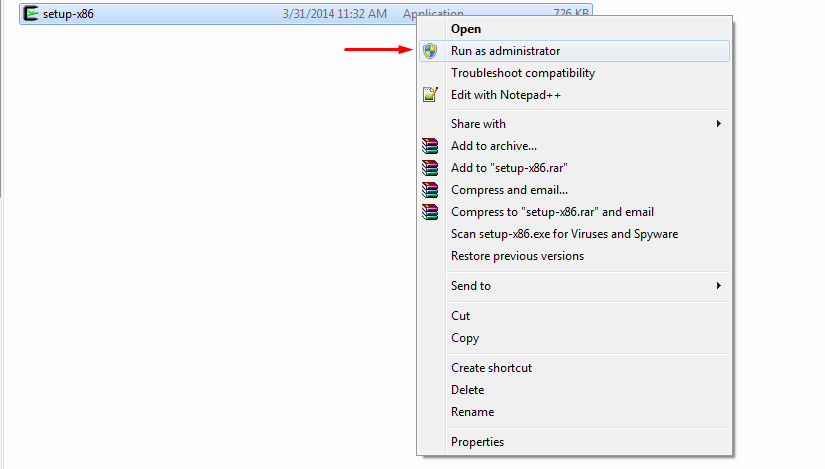 setup-x86 3/31/2014 11:32 AM Application 726 KB
Open
Run as administrator
Troubleshoot compatibility
Edit with Notepad++
Share with
Add to archive...
Add to "setup-x86.rar"
Compress and email...
Compress to "setup-x86.rar" and email
Scan setup-x86.exe for Viruses and Spyware
Restore previous versions
Send to
Cut
Copy
Create shortcut
Delete
Rename
Properties